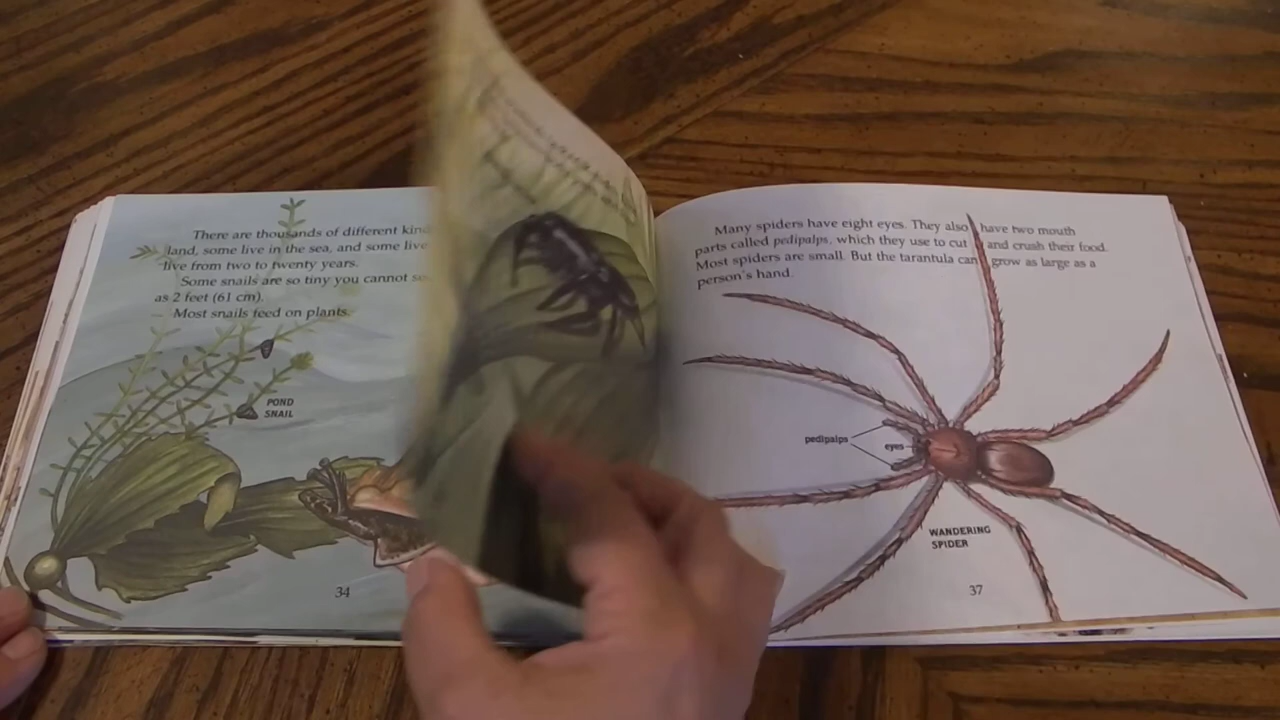 There are thousands of different
land, some live in the sea, and some live
live from two to twenty years.
Some snails are so tiny you cannot
as 2 feet (61 cm).
Most snails feed on plants.
POND
SNAIL
34
Many spiders have eight eyes. They also have two mouth
parts called pedipalps, which they use to cut and crush their food.
Most spiders are small. But the tarantula can grow as large as a
person's hand.
pedipalps
eyes
WANDERING
SPIDER
37